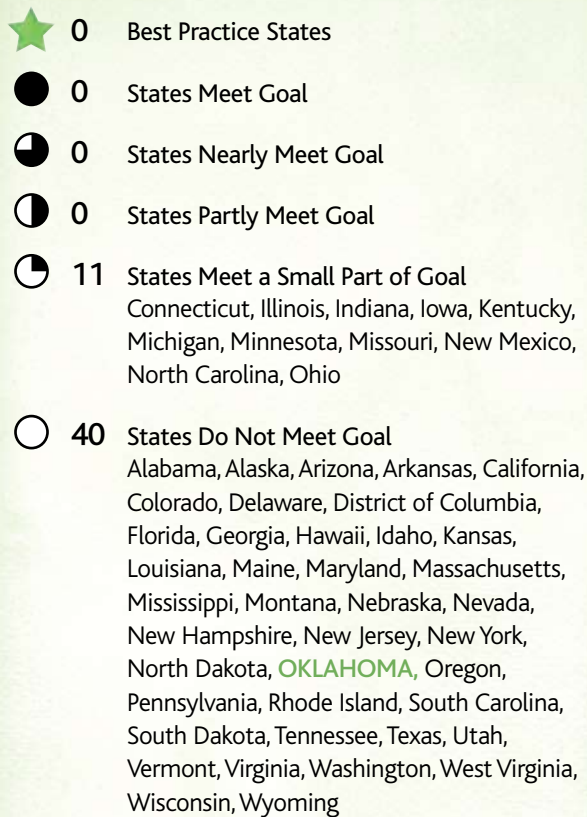 0 Best Practice States
0 States Meet Goal
0 States Nearly Meet Goal
0 States Partly Meet Goal
11 States Meet a Small Part of Goal
Connecticut, Illinois, Indiana, Iowa, Kentucky,
Michigan, Minnesota, Missouri, New Mexico,
North Carolina, Ohio
40 States Do Not Meet Goal
Alabama, Alaska, Arizona, Arkansas, California,
Colorado, Delaware, District of Columbia,
Florida, Georgia, Hawaii, Idaho, Kansas,
Louisiana, Maine, Maryland, Massachusetts,
Mississippi, Montana, Nebraska, Nevada,
New Hampshire, New Jersey, New York,
North Dakota, OKLAHOMA, Oregon,
Pennsylvania, Rhode Island, South Carolina,
South Dakota, Tennessee, Texas, Utah,
Vermont, Virginia, Washington, West Virginia,
Wisconsin, Wyoming